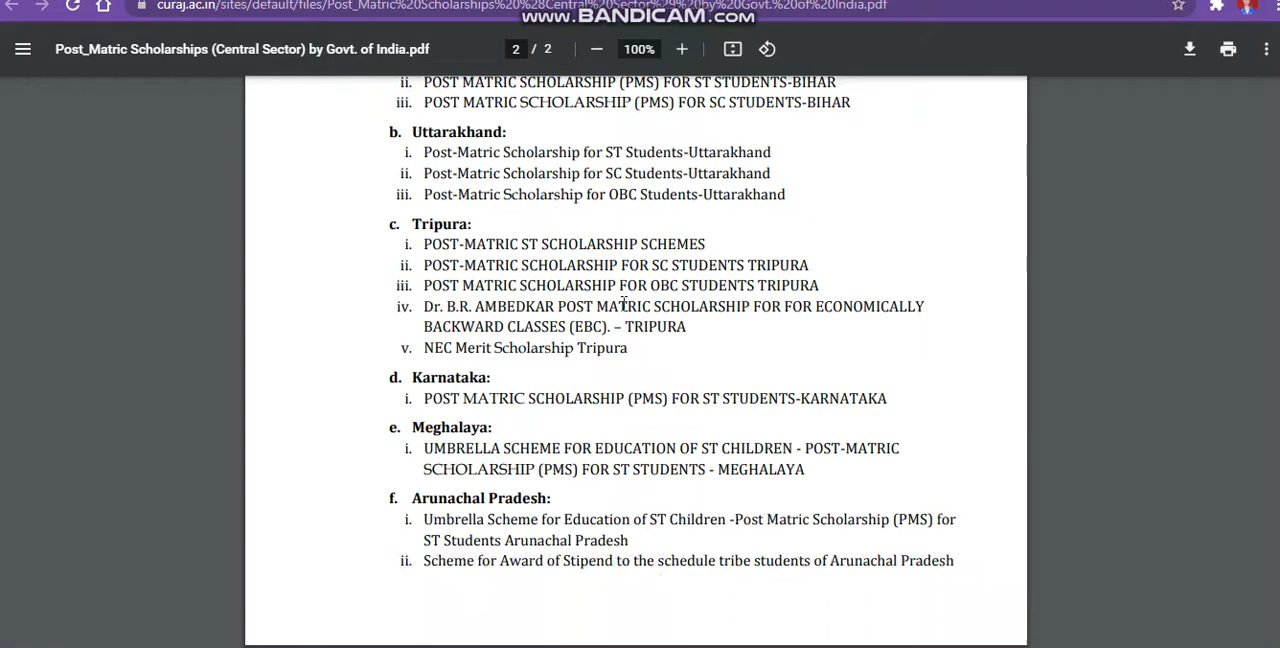 curaj.ac.in/sites/default/files/Post_Matric%20Scholarships%20%28Central%20Sector%29%20by%20Govt.%20of%20India.pdf
www.BANDICAM.com
Post_Matric Scholarships (Central Sector) by Govt. of India.pdf
2 / 2
100%
ii. POST MATRIC SCHOLARSHIP (PMS) FOR ST STUDENTS-BIHAR
iii. POST MATRIC SCHOLARSHIP (PMS) FOR SC STUDENTS-BIHAR
b. Uttarakhand:
i. Post-Matric Scholarship for ST Students-Uttarakhand
ii. Post-Matric Scholarship for SC Students-Uttarakhand
iii. Post-Matric Scholarship for OBC Students-Uttarakhand
c. Tripura:
i. POST-MATRIC ST SCHOLARSHIP SCHEMES
ii. POST-MATRIC SCHOLARSHIP FOR SC STUDENTS TRIPURA
iii. POST MATRIC SCHOLARSHIP FOR OBC STUDENTS TRIPURA
iv. Dr. B.R. AMBEDKAR POST MATRIC SCHOLARSHIP FOR FOR ECONOMICALLY
BACKWARD CLASSES (EBC). – TRIPURA
v. NEC Merit Scholarship Tripura
d. Karnataka:
i. POST MATRIC SCHOLARSHIP (PMS) FOR ST STUDENTS-KARNATAKA
e. Meghalaya:
i. UMBRELLA SCHEME FOR EDUCATION OF ST CHILDREN - POST-MATRIC
SCHOLARSHIP (PMS) FOR ST STUDENTS - MEGHALAYA
f. Arunachal Pradesh:
i. Umbrella Scheme for Education of ST Children -Post Matric Scholarship (PMS) for
ST Students Arunachal Pradesh
ii. Scheme for Award of Stipend to the schedule tribe students of Arunachal Pradesh